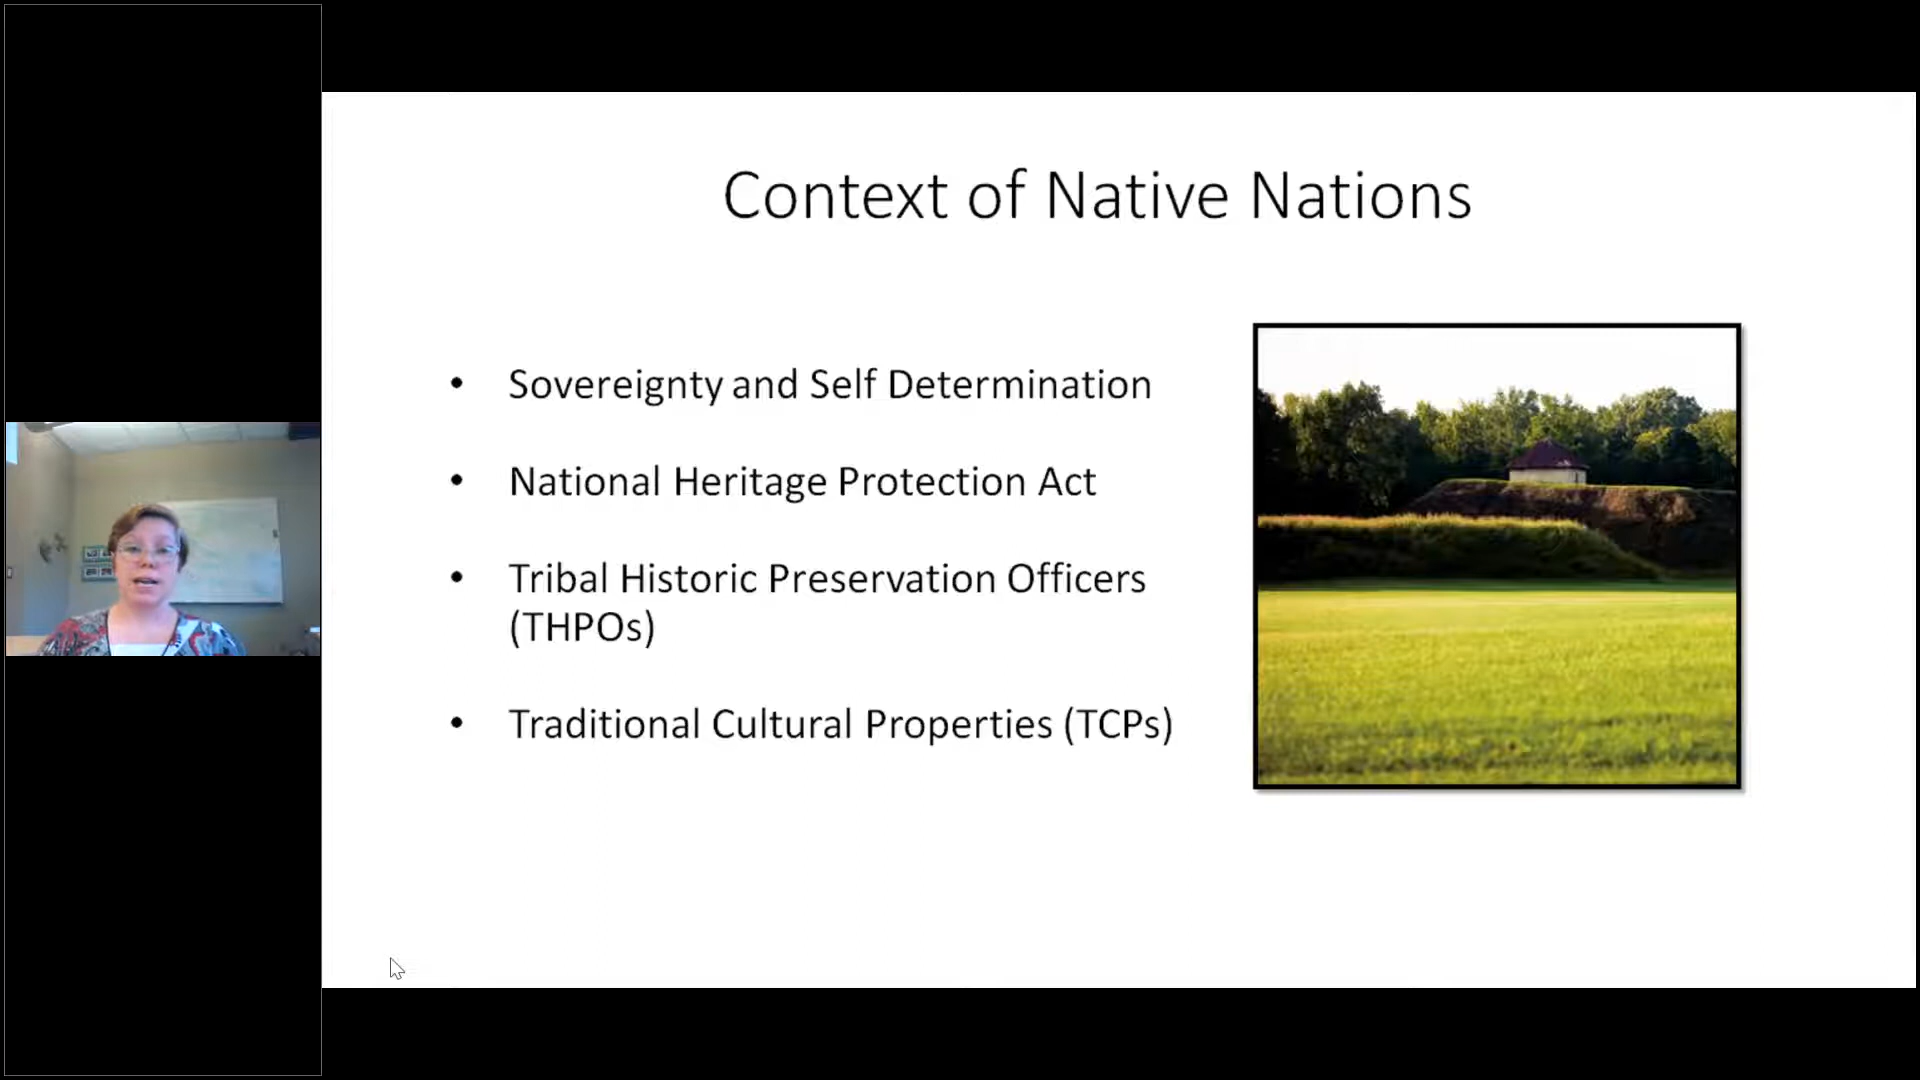 Context of Native Nations
• Sovereignty and Self Determination
• National Heritage Protection Act
• Tribal Historic Preservation Officers
(THPOs)
• Traditional Cultural Properties (TCPs)